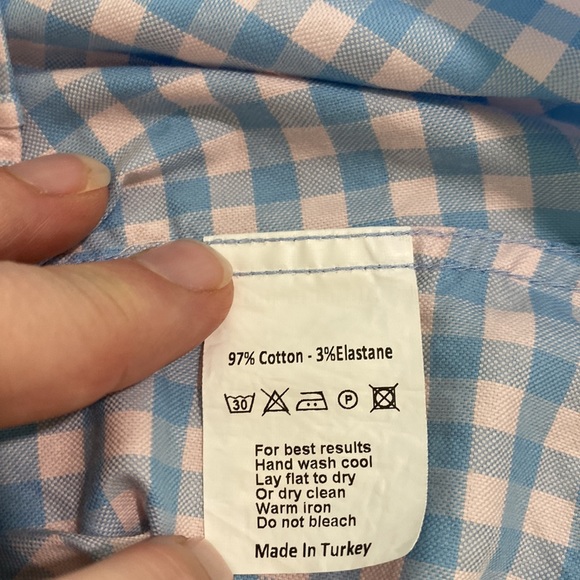 97% Cotton - 3%Elastane
30 P
For best results
Hand wash cool
Lay flat to dry
Or dry clean
Warm iron
Do not bleach
Made In Turkey